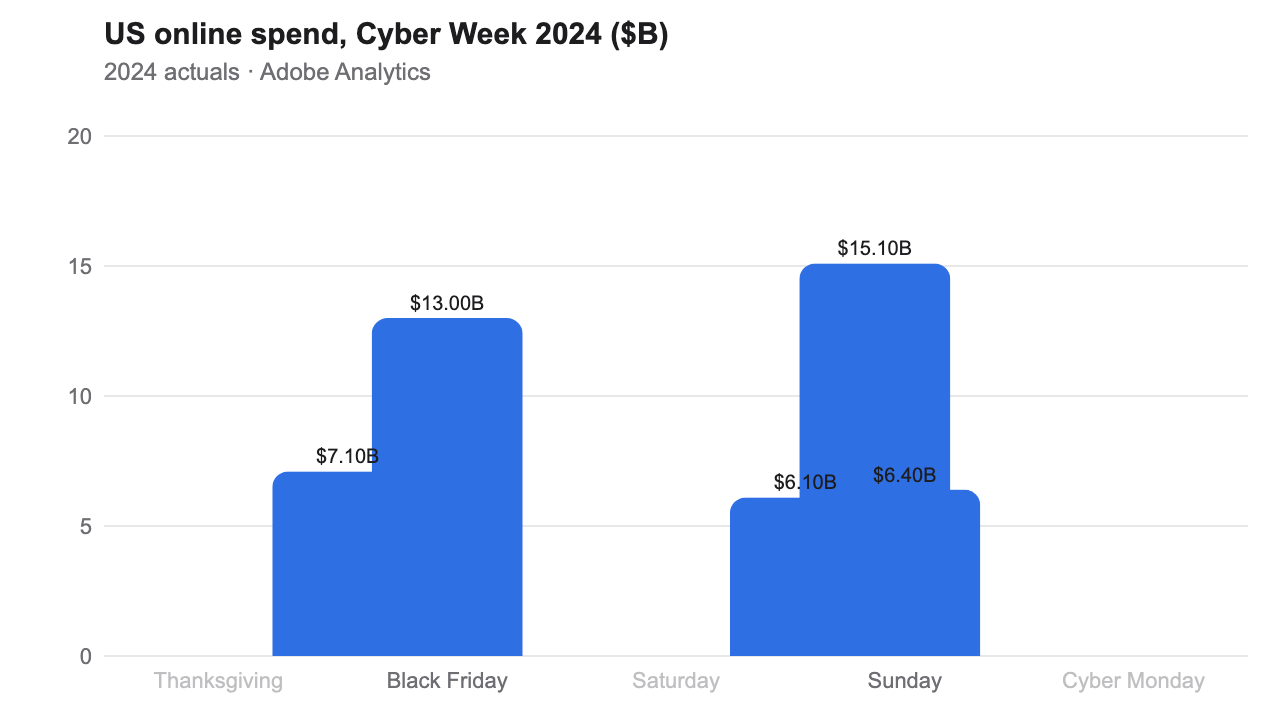 US online spend, Cyber Week 2024 ($B)
2024 actuals · Adobe Analytics
20
15
10
5
0
$7.10B
$13.00B
$6.10B
$15.10B
$6.40B
Thanksgiving
Black Friday
Saturday
Sunday
Cyber Monday